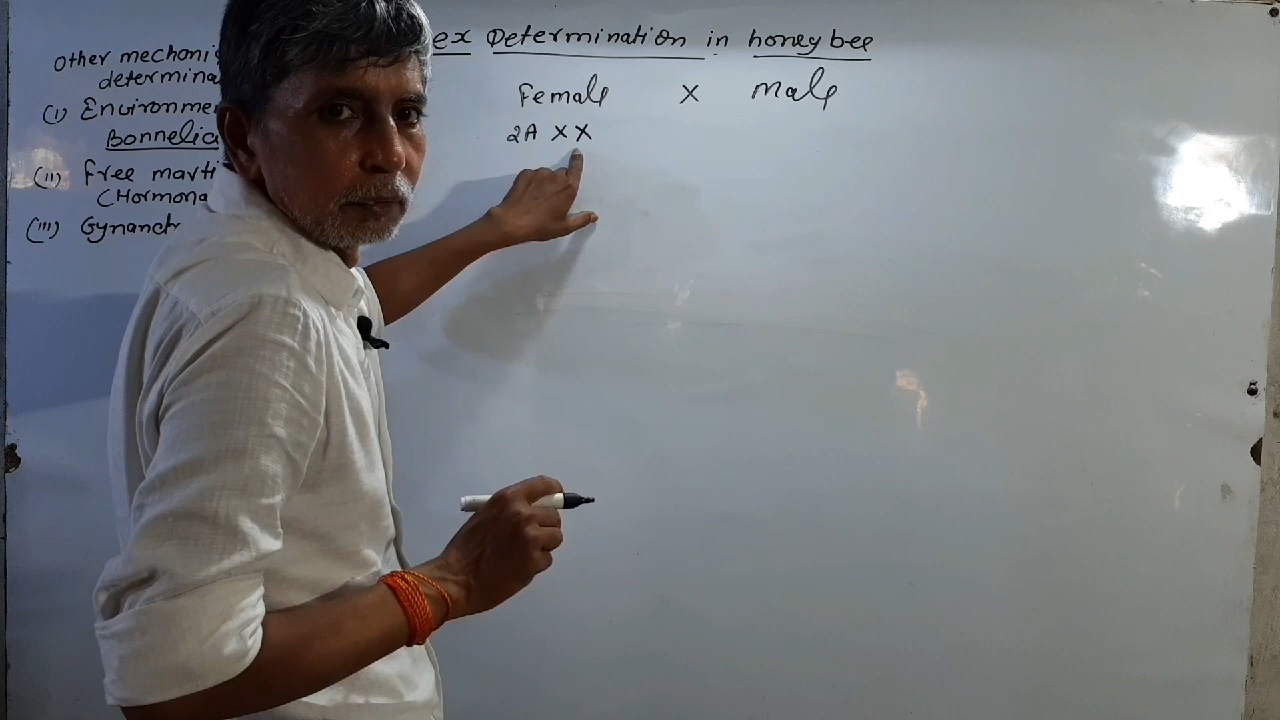 ex Determination in honey bee
Other mechani
determina
(i) Environme
Bonnelia
(ii) Free marti
(Hormona
(iii) Gynand
Female x Male
2A XX